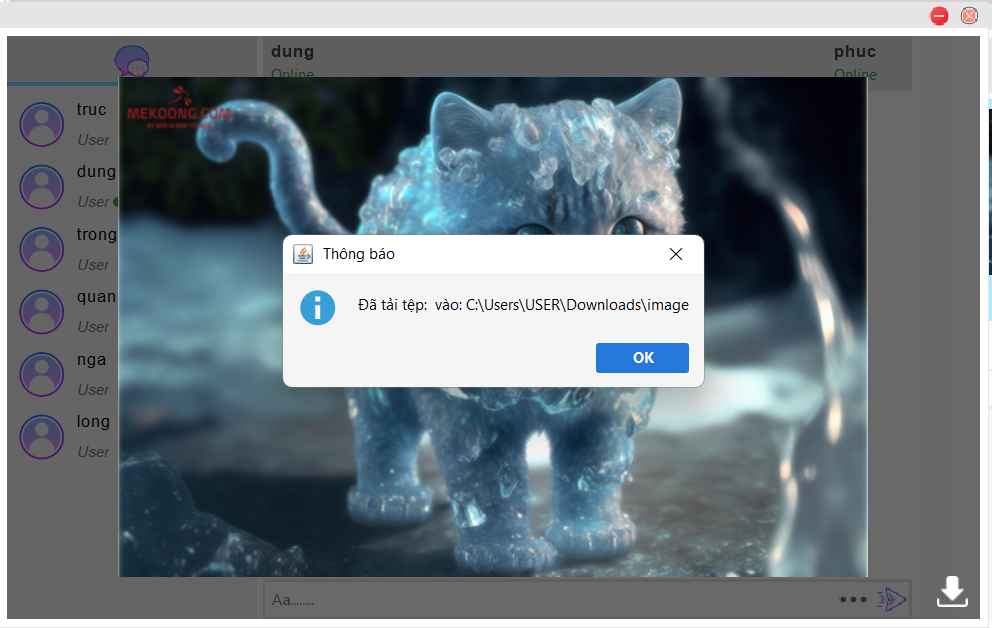 dung
phuc
Online
Online
MEKOONG.COM
truc
User
dung
User
trong
User
quan
User
nga
User
long
User
Thông báo
Đã tải tệp:  vào: C:\Users\USER\Downloads\image
OK
Aa........